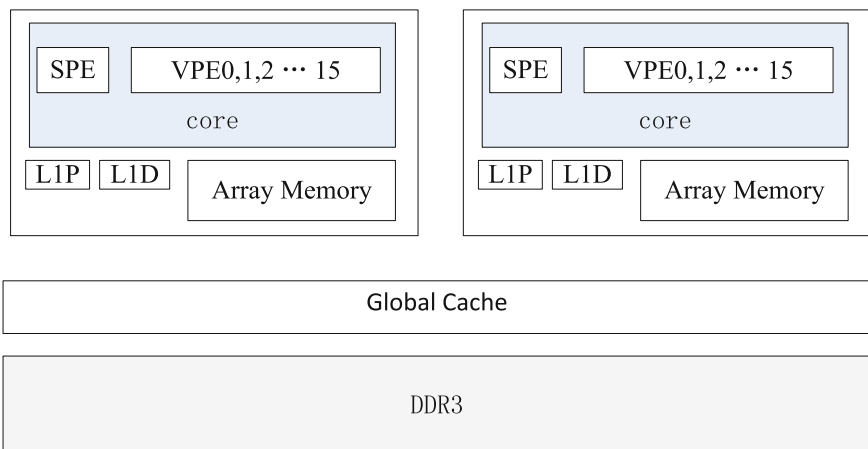 SPE VPE0,1,2 ··· 15
core
L1P L1D Array Memory
SPE VPE0,1,2 ··· 15
core
L1P L1D Array Memory
Global Cache
DDR3